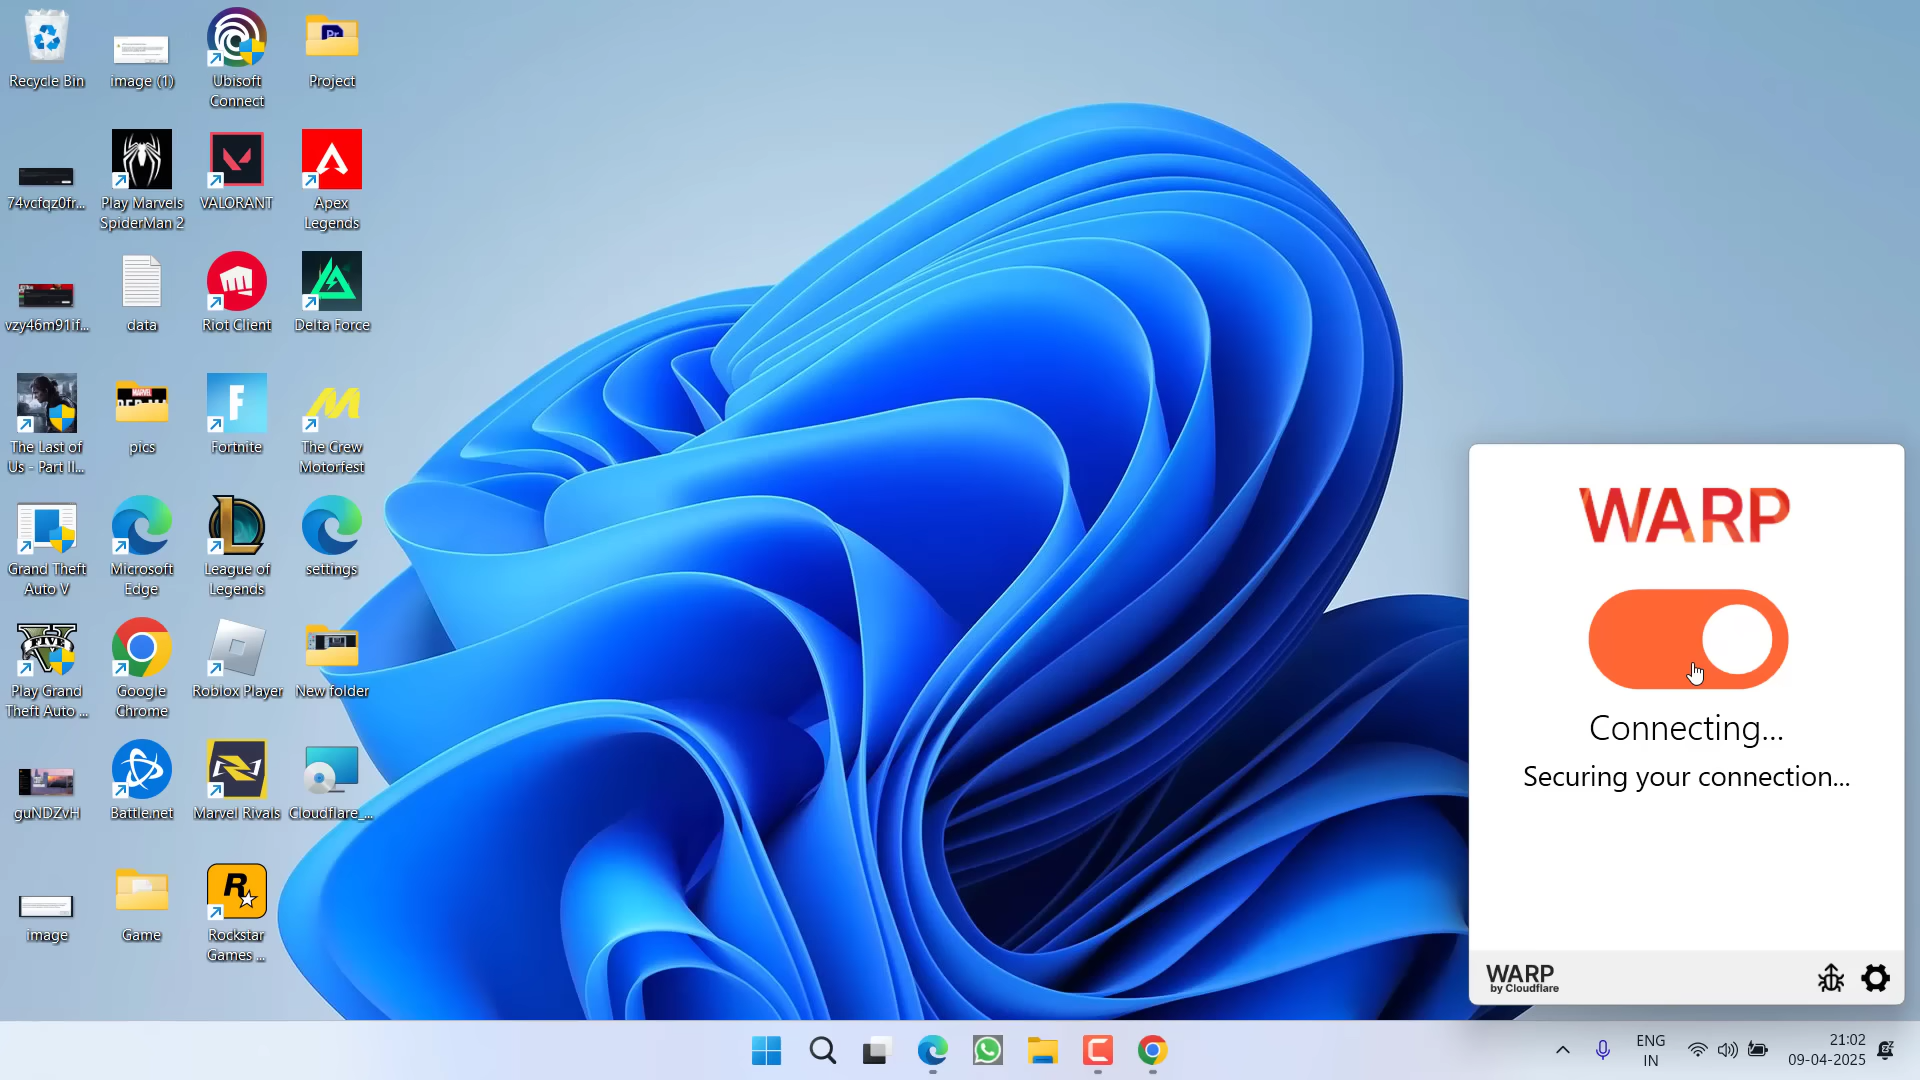 Recycle Bin
image (1)
Ubisoft
Connect
Pr
Project
74vcfqz0fr...
Play Marvels
SpiderMan 2
VALORANT
Apex
Legends
vzy46m91if...
data
Riot Client
Delta Force
The Last of
Us - Part II...
MARVEL
pics
F
Fortnite
The Crew
Motorfest
Grand Theft
Auto V
Microsoft
Edge
League of
Legends
settings
FIVE
Play Grand
Theft Auto ...
Google
Chrome
Roblox Player
New folder
guNDZvH
Battle.net
Marvel Rivals
Cloudflare_...
image
Game
R
Rockstar
Games ...
WARP
Connecting...
Securing your connection...
WARP
by Cloudflare
ENG
IN
21:02
09-04-2025